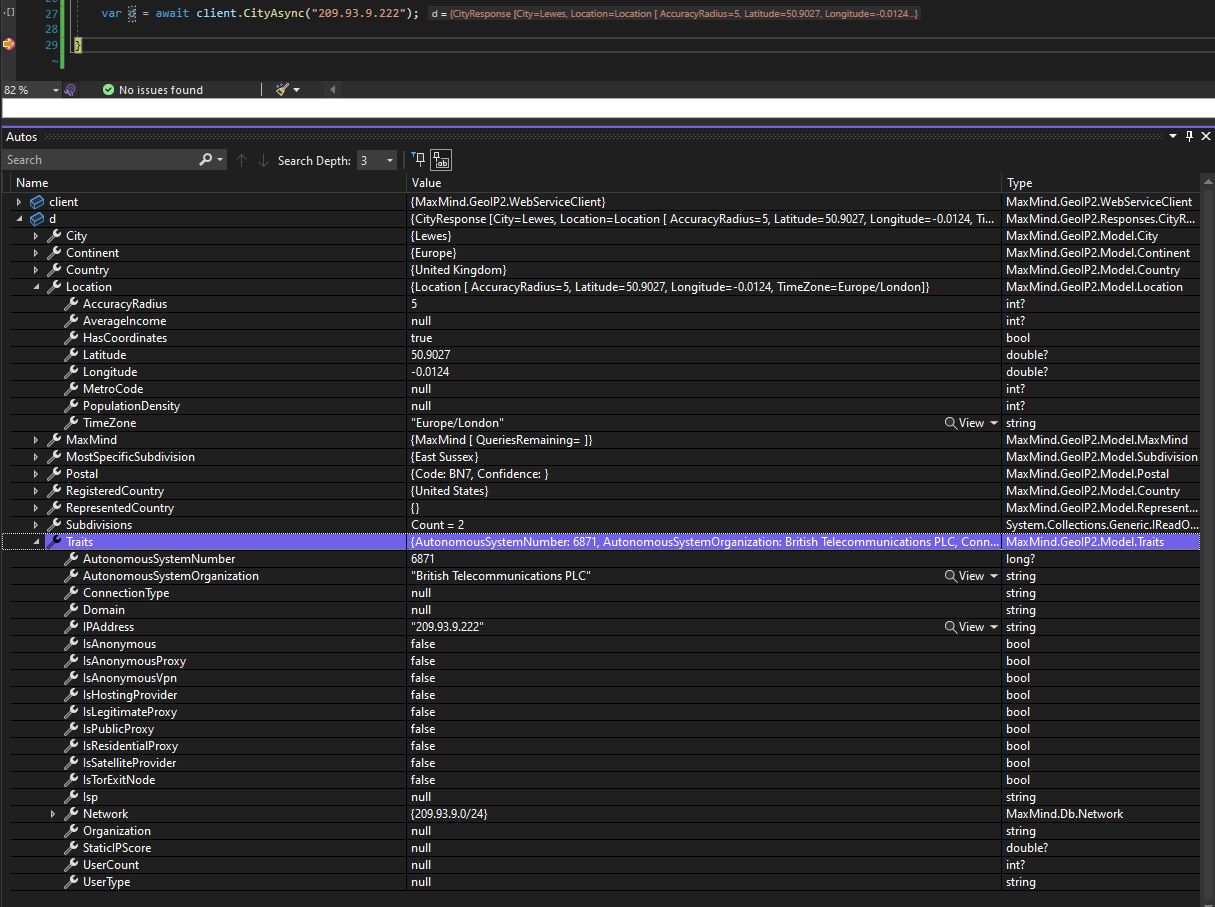 27 var d = await client.CityAsync("209.93.9.222"); d = {CityResponse [City=Lewes, Location=Location [ AccuracyRadius=5, Latitude=50.9027, Longitude=-0.0124...}
28
29 }
~
82 % No issues found
Autos
Search Search Depth: 3
Name Value Type
client {MaxMind.GeoIP2.WebServiceClient} MaxMind.GeoIP2.WebServiceClient
d {CityResponse [City=Lewes, Location=Location [ AccuracyRadius=5, Latitude=50.9027, Longitude=-0.0124, Ti... MaxMind.GeoIP2.Responses.CityR...
City {Lewes} MaxMind.GeoIP2.Model.City
Continent {Europe} MaxMind.GeoIP2.Model.Continent
Country {United Kingdom} MaxMind.GeoIP2.Model.Country
Location {Location [ AccuracyRadius=5, Latitude=50.9027, Longitude=-0.0124, TimeZone=Europe/London]} MaxMind.GeoIP2.Model.Location
AccuracyRadius 5 int?
AverageIncome null int?
HasCoordinates true bool
Latitude 50.9027 double?
Longitude -0.0124 double?
MetroCode null int?
PopulationDensity null int?
TimeZone "Europe/London" View string
MaxMind {MaxMind [ QueriesRemaining= ]} MaxMind.GeoIP2.Model.MaxMind
MostSpecificSubdivision {East Sussex} MaxMind.GeoIP2.Model.Subdivision
Postal {Code: BN7, Confidence: } MaxMind.GeoIP2.Model.Postal
RegisteredCountry {United States} MaxMind.GeoIP2.Model.Country
RepresentedCountry {} MaxMind.GeoIP2.Model.Represent...
Subdivisions Count = 2 System.Collections.Generic.IReadO...
Traits {AutonomousSystemNumber: 6871, AutonomousSystemOrganization: British Telecommunications PLC, Conn... MaxMind.GeoIP2.Model.Traits
AutonomousSystemNumber 6871 long?
AutonomousSystemOrganization "British Telecommunications PLC" View string
ConnectionType null string
Domain null string
IPAddress "209.93.9.222" View string
IsAnonymous false bool
IsAnonymousProxy false bool
IsAnonymousVpn false bool
IsHostingProvider false bool
IsLegitimateProxy false bool
IsPublicProxy false bool
IsResidentialProxy false bool
IsSatelliteProvider false bool
IsTorExitNode false bool
Isp null string
Network {209.93.9.0/24} MaxMind.Db.Network
Organization null string
StaticIPScore null double?
UserCount null int?
UserType null string